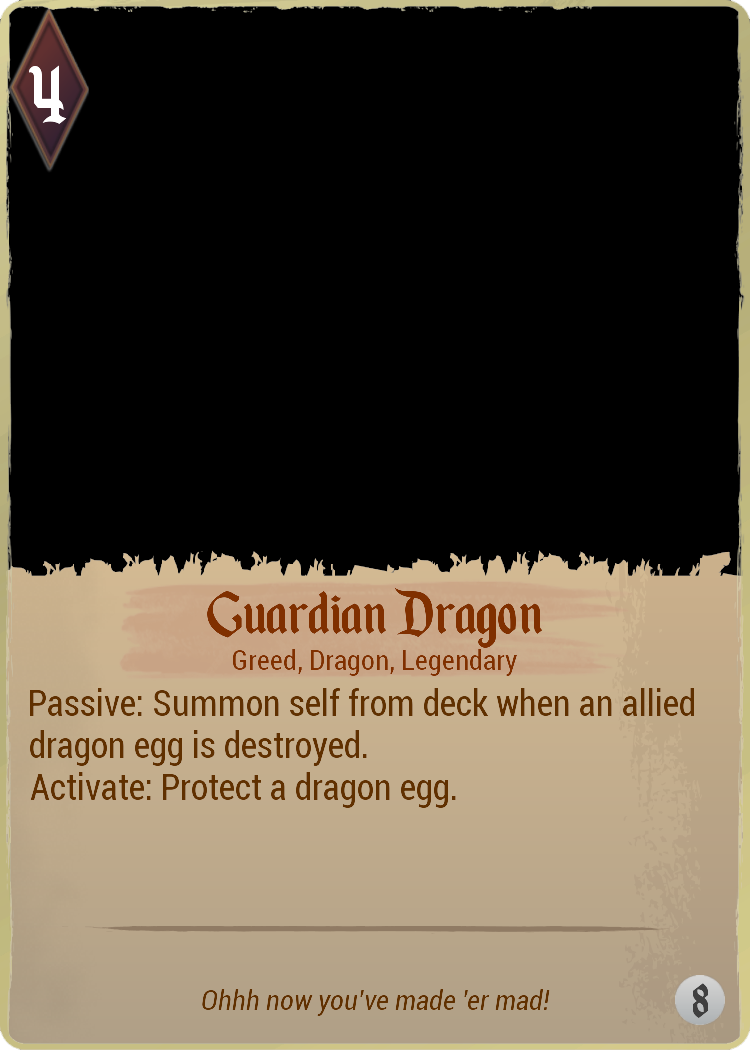 4
Guardian Dragon
Greed, Dragon, Legendary
Passive: Summon self from deck when an allied
dragon egg is destroyed.
Activate: Protect a dragon egg.
Ohhh now you've made 'er mad!
8